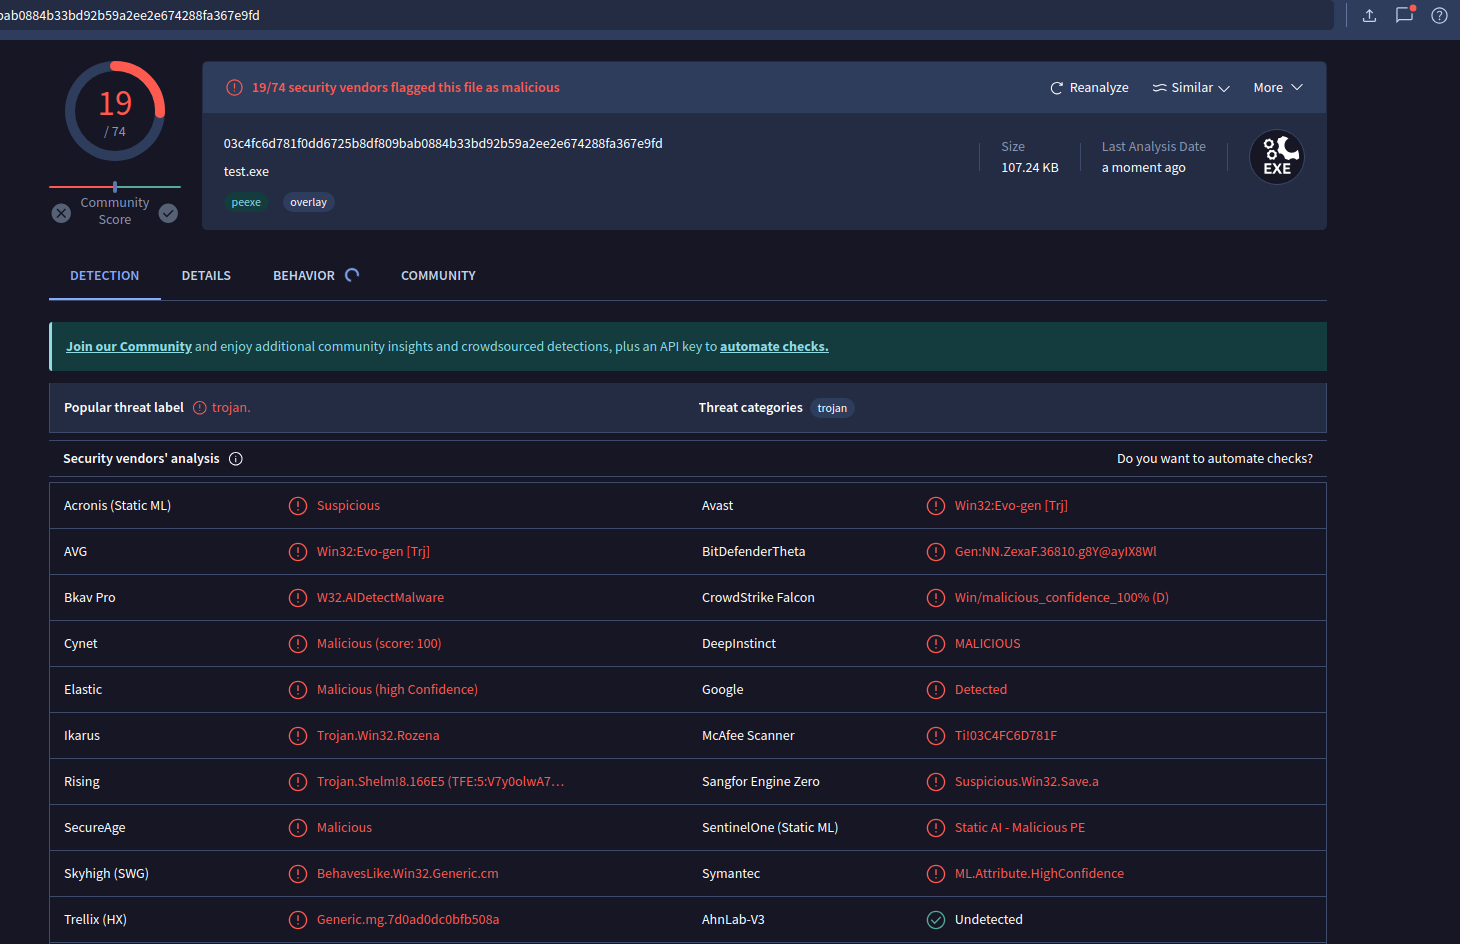 bab0884b33bd92b59a2ee2e674288fa367e9fd
19
/ 74
Community
Score
19/74 security vendors flagged this file as malicious
Reanalyze
Similar
More
03c4fc6d781f0dd6725b8df809bab0884b33bd92b59a2ee2e674288fa367e9fd
test.exe
peexe
overlay
Size
107.24 KB
Last Analysis Date
a moment ago
EXE
DETECTION
DETAILS
BEHAVIOR
COMMUNITY
Join our Community and enjoy additional community insights and crowdsourced detections, plus an API key to automate checks.
Popular threat label trojan.
Threat categories trojan
Security vendors' analysis
Do you want to automate checks?
Acronis (Static ML) Suspicious
Avast Win32:Evo-gen [Trj]
AVG Win32:Evo-gen [Trj]
BitDefenderTheta Gen:NN.ZexaF.36810.g8Y@ayIX8Wl
Bkav Pro W32.AIDetectMalware
CrowdStrike Falcon Win/malicious_confidence_100% (D)
Cynet Malicious (score: 100)
DeepInstinct MALICIOUS
Elastic Malicious (high Confidence)
Google Detected
Ikarus Trojan.Win32.Rozena
McAfee Scanner Ti!03C4FC6D781F
Rising Trojan.Shelm!8.166E5 (TFE:5:V7y0olwA7…
Sangfor Engine Zero Suspicious.Win32.Save.a
SecureAge Malicious
SentinelOne (Static ML) Static AI - Malicious PE
Skyhigh (SWG) BehavesLike.Win32.Generic.cm
Symantec ML.Attribute.HighConfidence
Trellix (HX) Generic.mg.7d0ad0dc0bfb508a
AhnLab-V3 Undetected